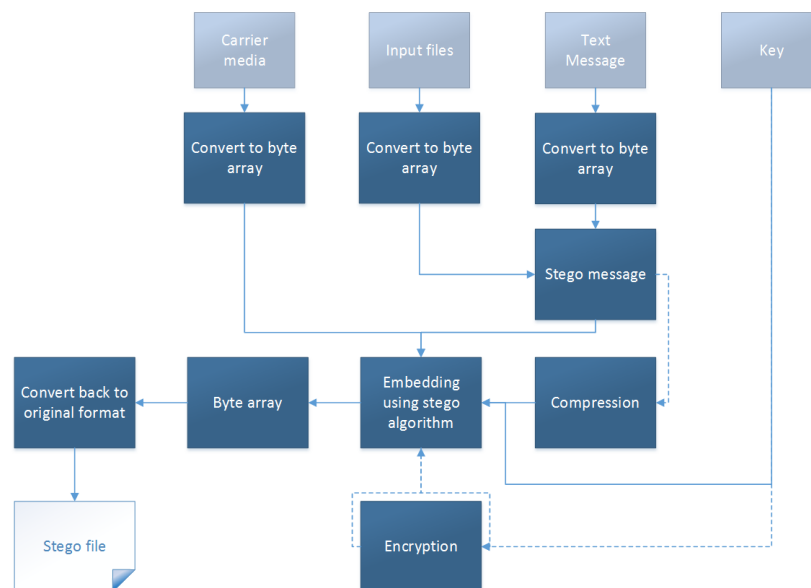 Carrier
media
Input files
Text
Message
Key
Convert to byte
array
Convert to byte
array
Convert to byte
array
Stego message
Convert back to
original format
Byte array
Embedding
using stego
algorithm
Compression
Stego file
Encryption